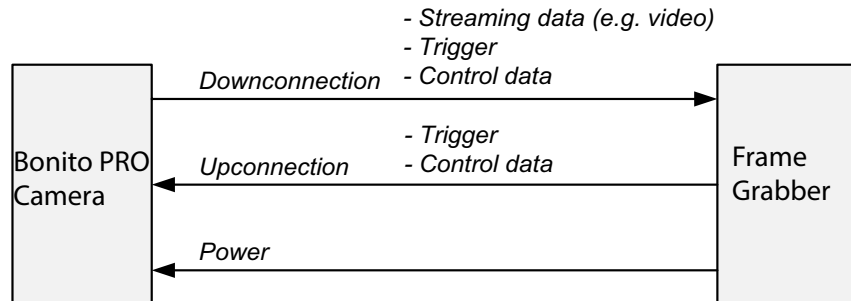 - Streaming data (e.g. video)
- Trigger
- Control data
Downconnection
- Trigger
- Control data
Upconnection
Bonito PRO
Camera
Frame
Grabber
Power